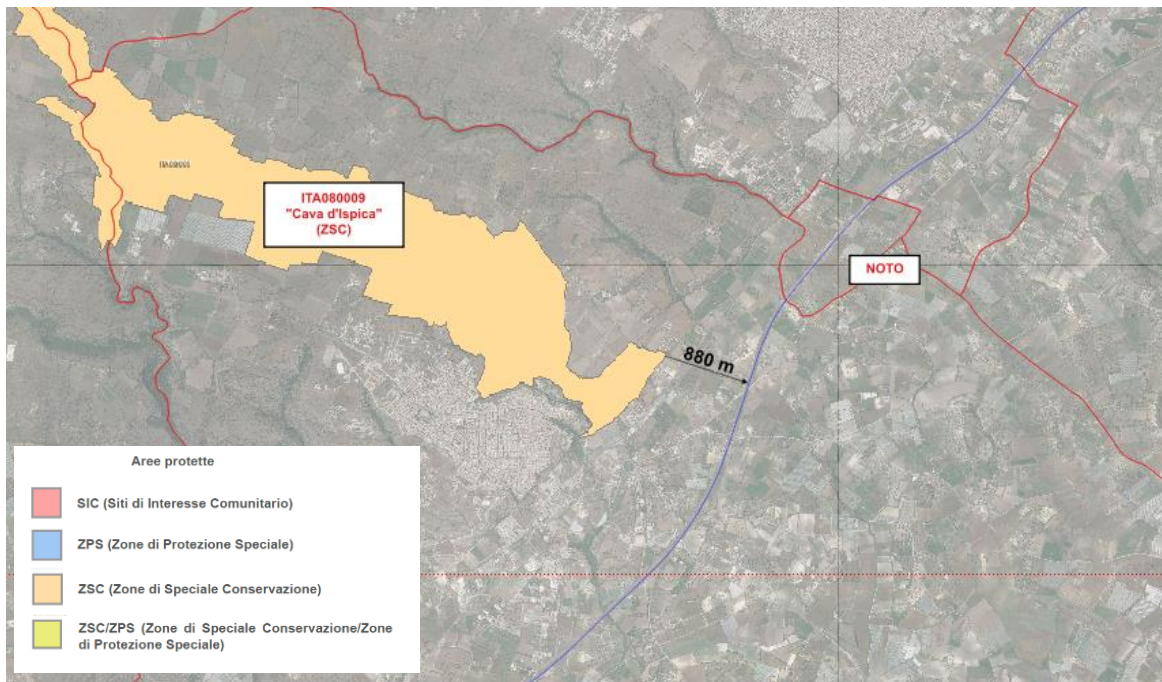 ITA080009
ITA080009
"Cava d'Ispica"
(ZSC)
NOTO
880 m
Aree protette
SIC (Siti di Interesse Comunitario)
ZPS (Zone di Protezione Speciale)
ZSC (Zone di Speciale Conservazione)
ZSC/ZPS (Zone di Speciale Conservazione/Zone
di Protezione Speciale)